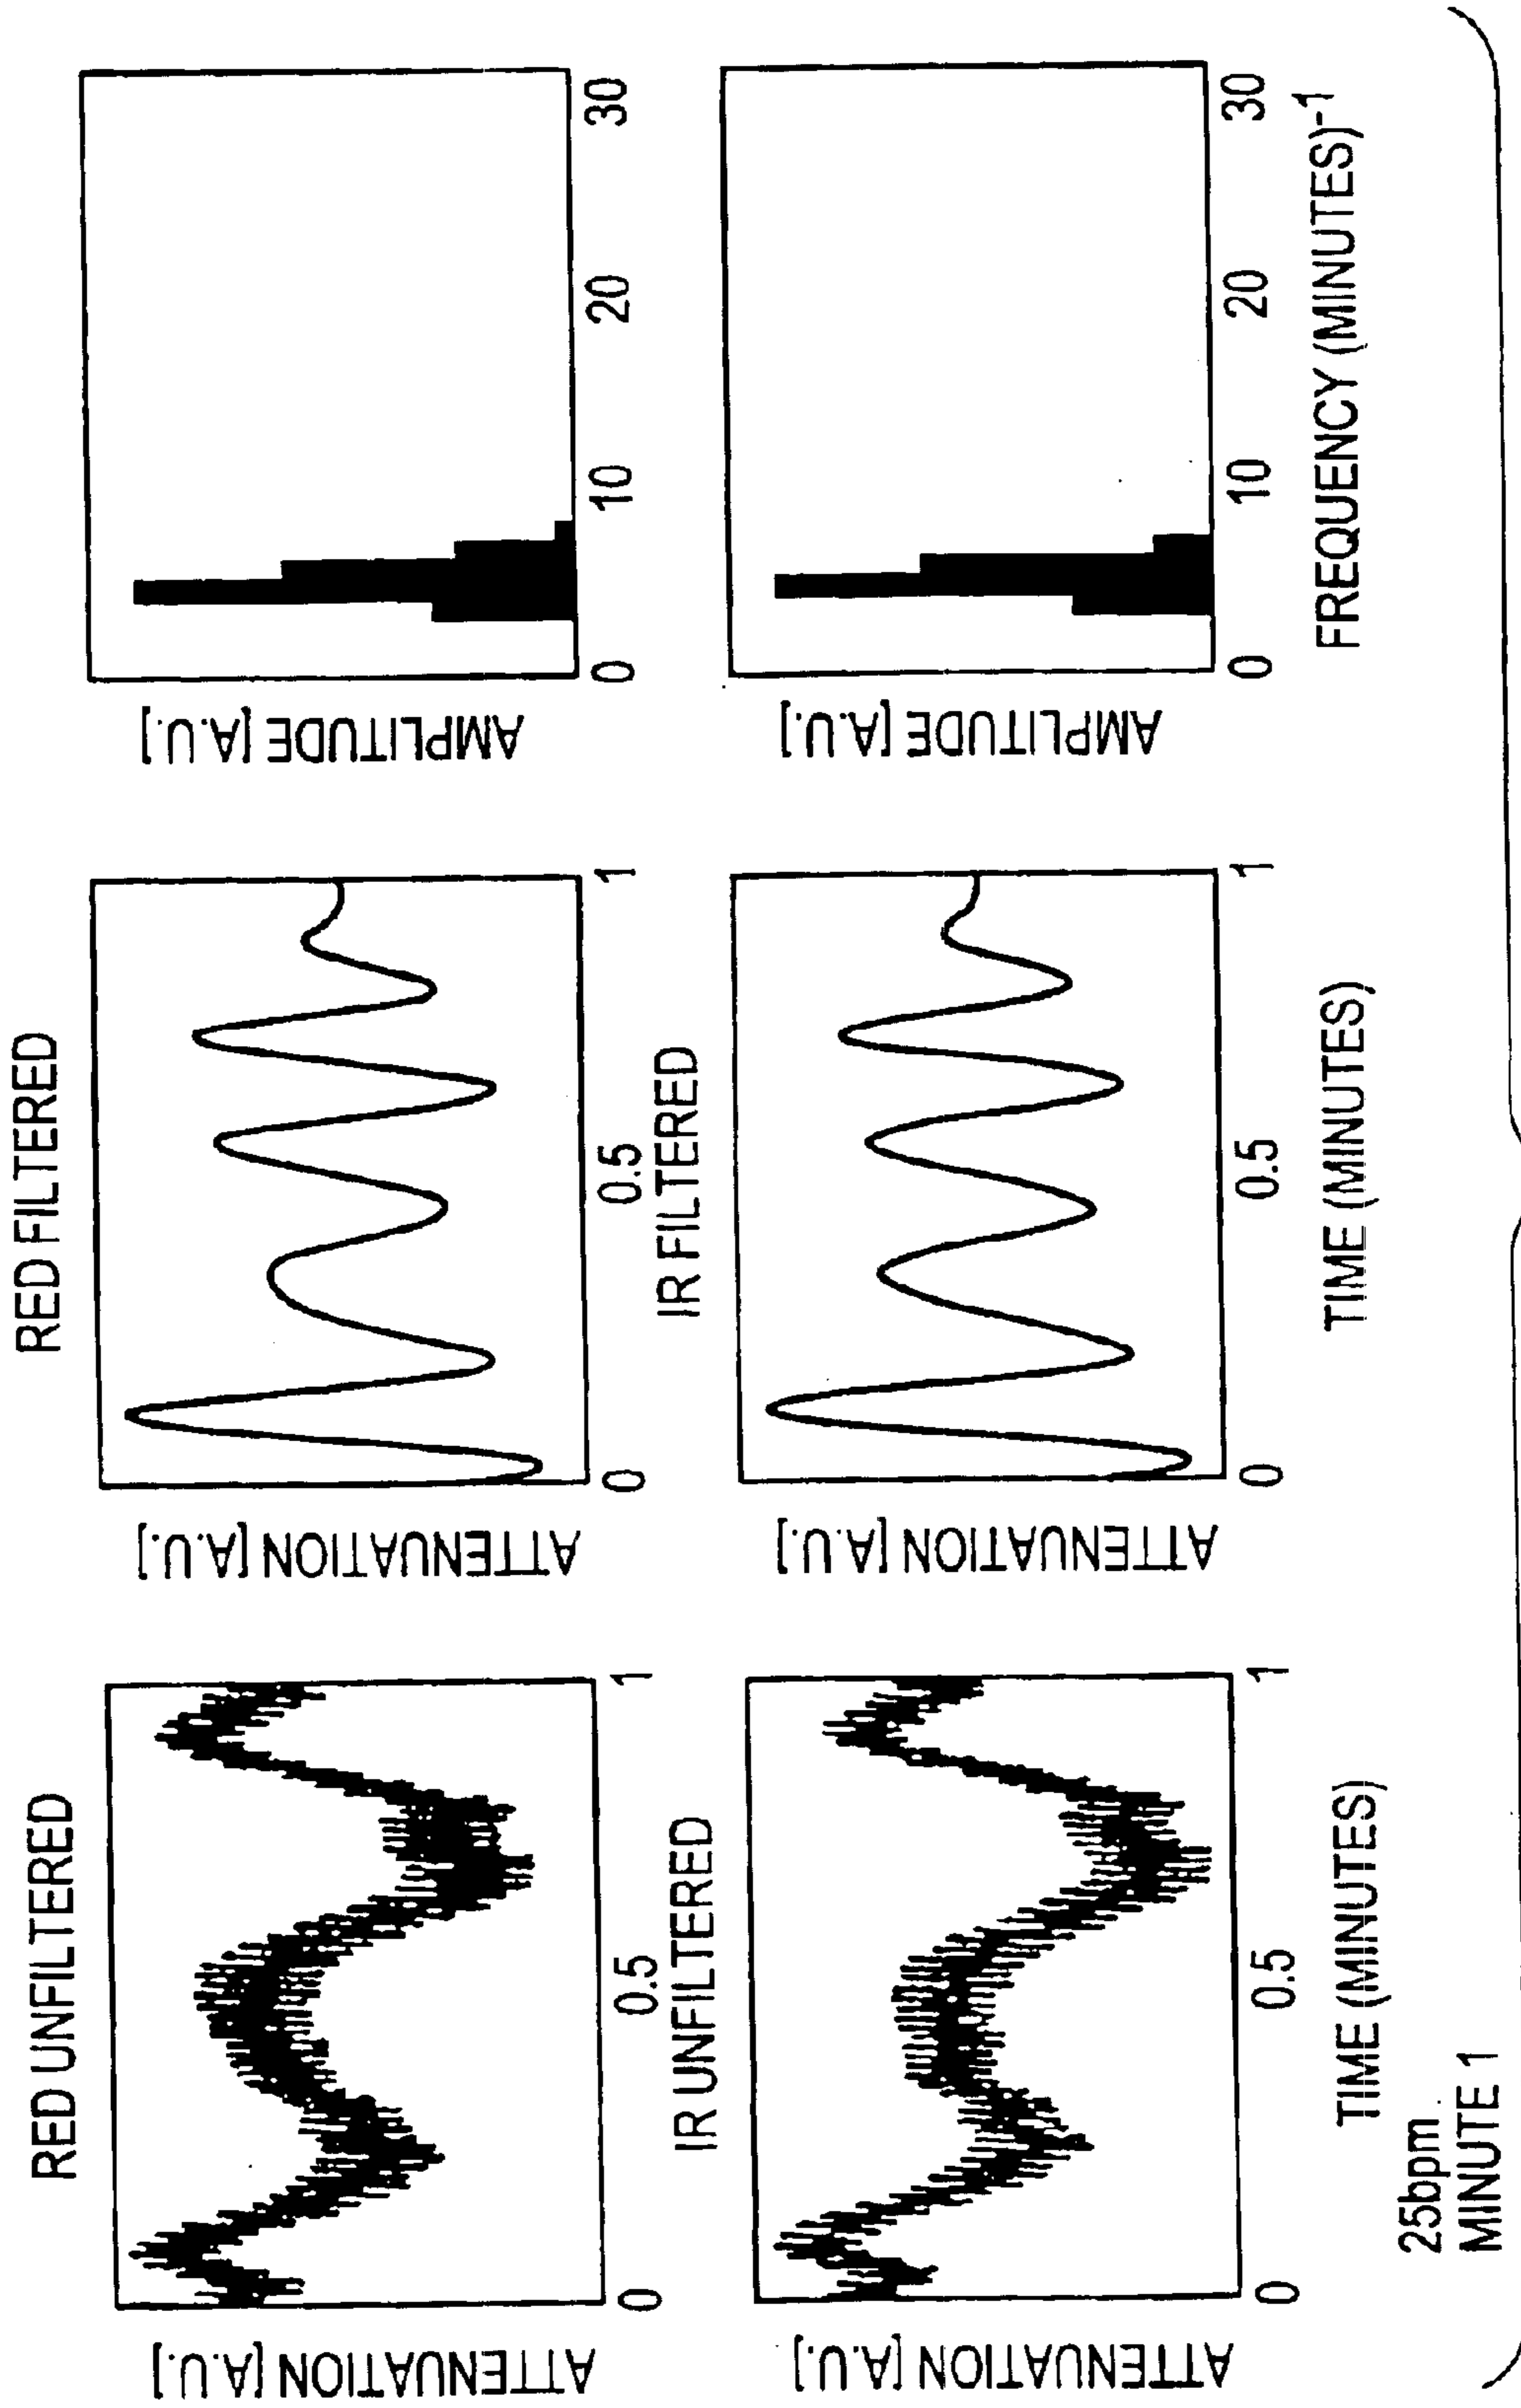 RED UNFILTERED
ATTENUATION [A.U.]
0
0.5
1
RED FILTERED
ATTENUATION [A.U.]
0
0.5
1
AMPLITUDE [A.U.]
0
10
20
30
IR UNFILTERED
ATTENUATION [A.U.]
0
0.5
1
TIME (MINUTES)
IR FILTERED
ATTENUATION [A.U.]
0
0.5
1
TIME (MINUTES)
AMPLITUDE [A.U.]
0
10
20
30
FREQUENCY (MINUTES)-1
25bpm
MINUTE 1